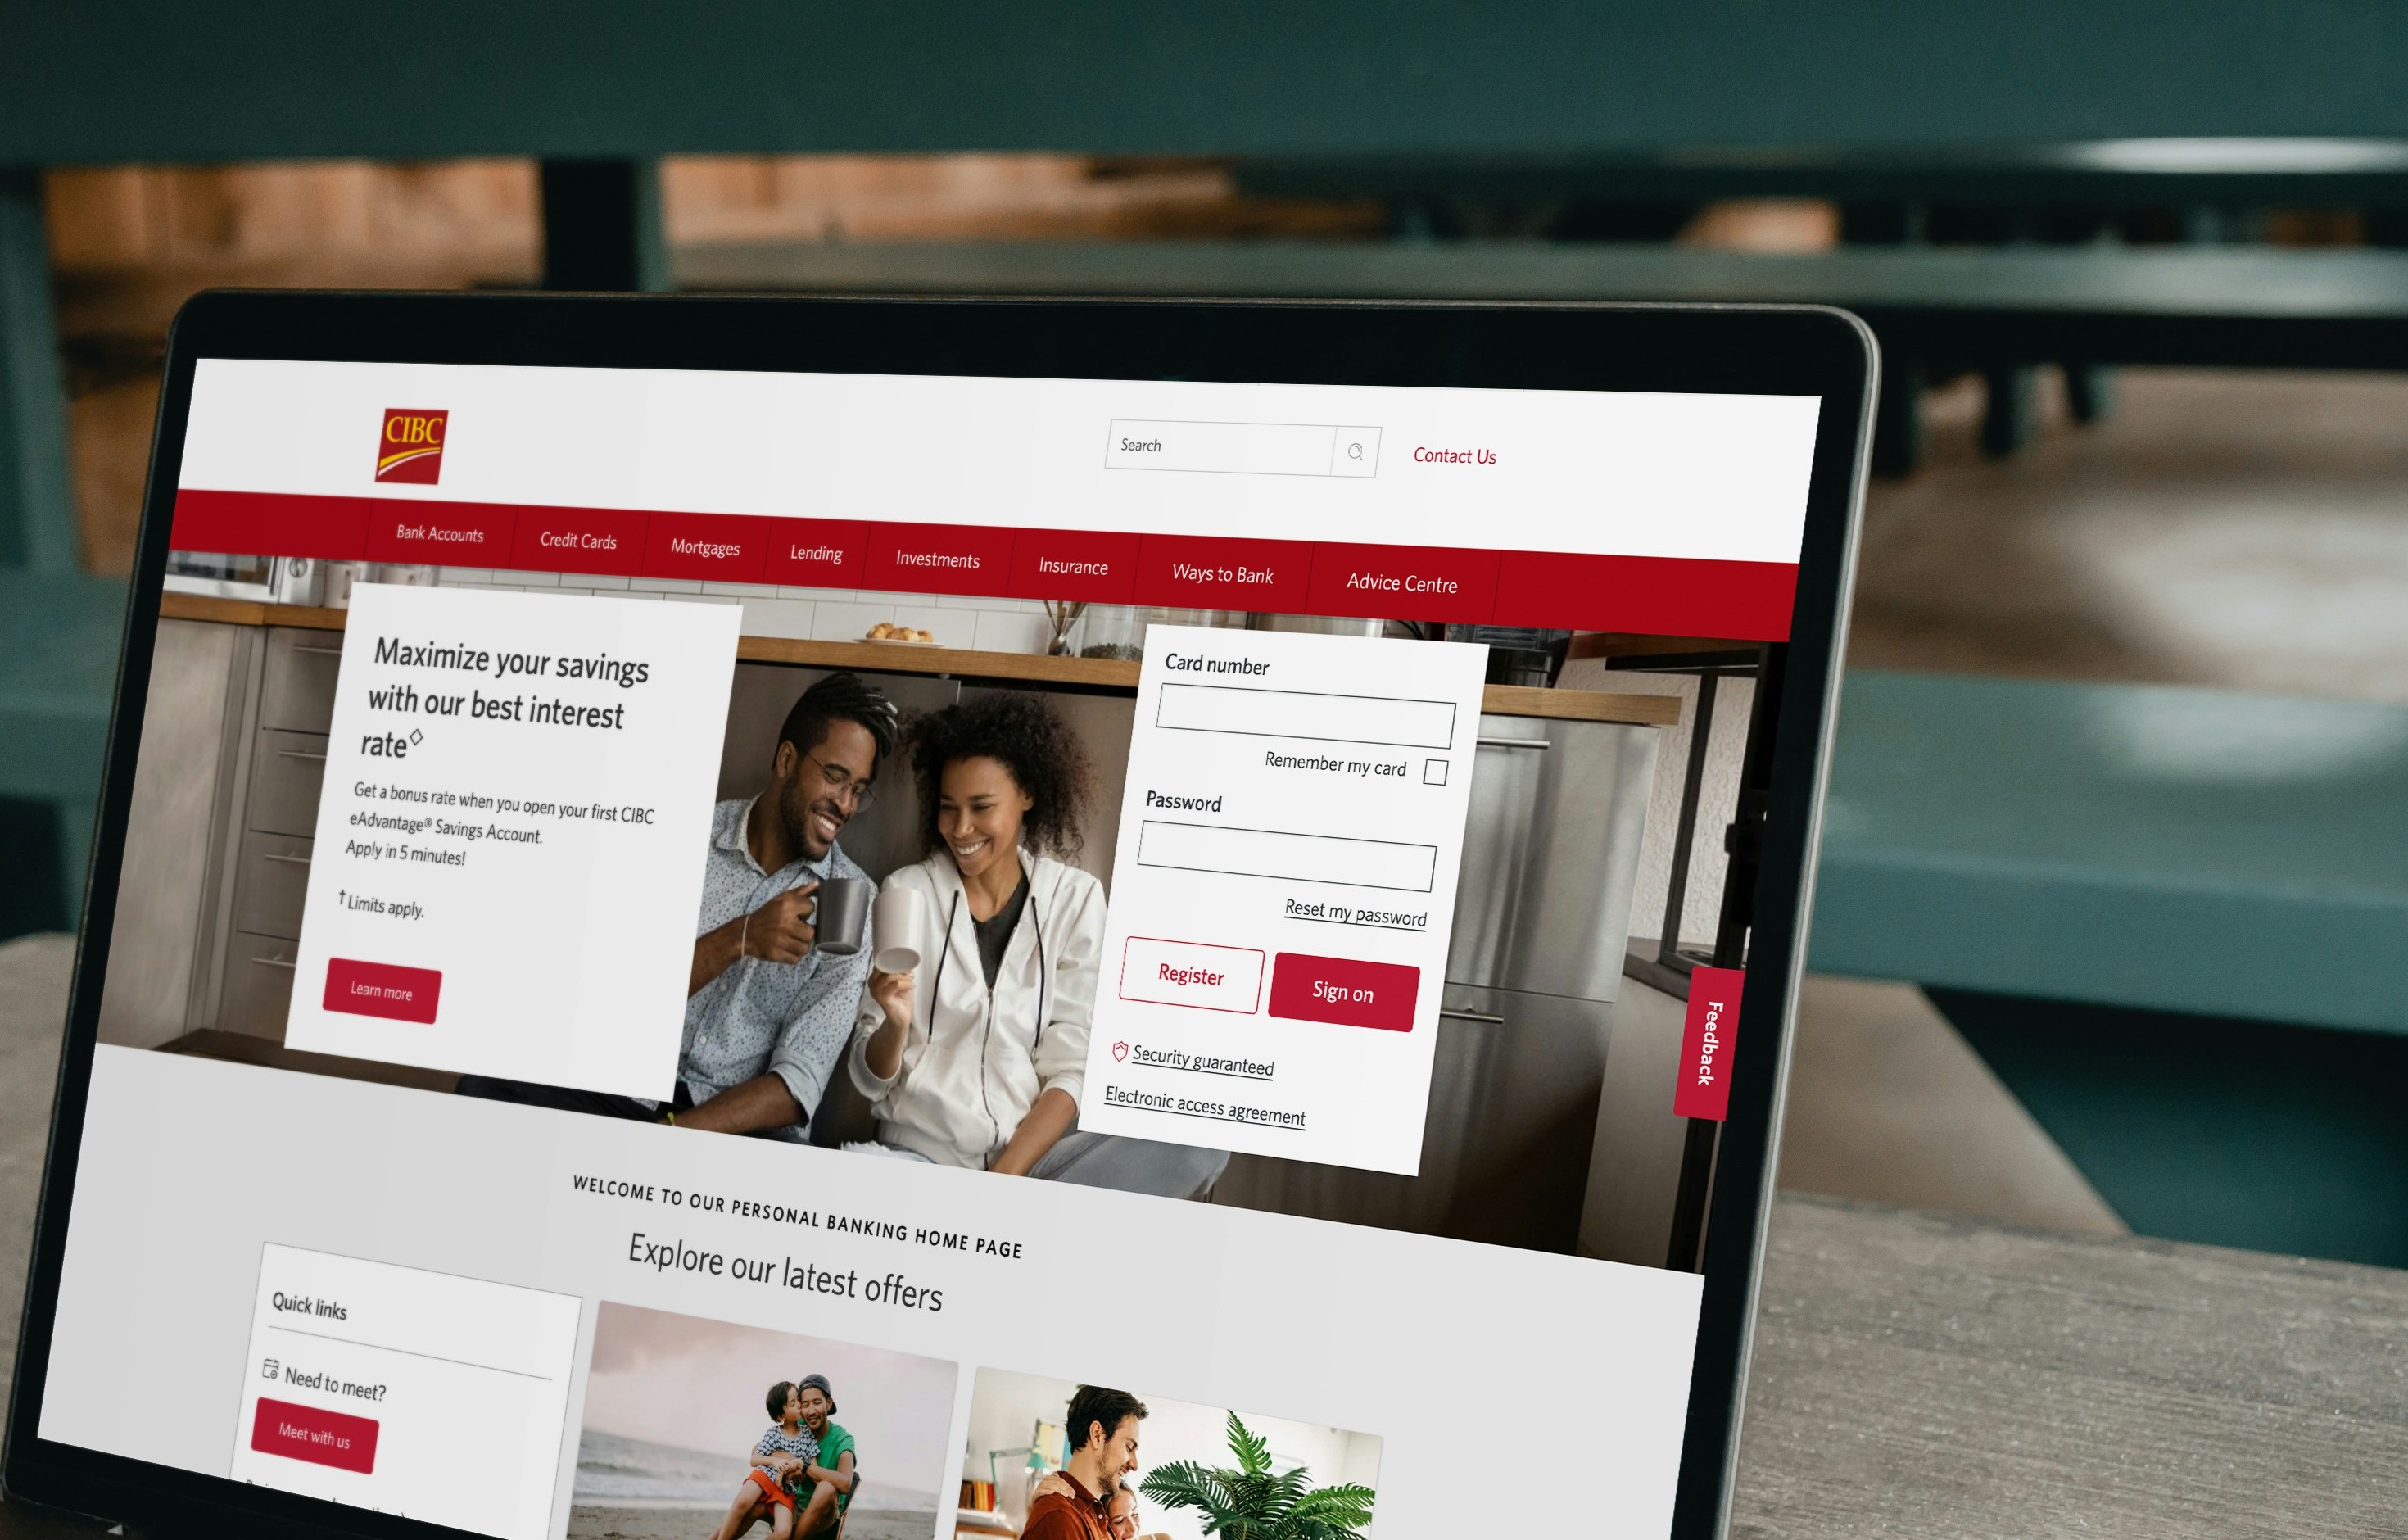 CIBC
Search
Contact Us
Bank Accounts
Credit Cards
Mortgages
Lending
Investments
Insurance
Ways to Bank
Advice Centre
Maximize your savings
with our best interest
rate◇
Get a bonus rate when you open your first CIBC
eAdvantage® Savings Account.
Apply in 5 minutes!
† Limits apply.
Learn more
Card number
Remember my card
Password
Reset my password
Register
Sign on
Security guaranteed
Electronic access agreement
Feedback
WELCOME TO OUR PERSONAL BANKING HOME PAGE
Explore our latest offers
Quick links
Need to meet?
Meet with us